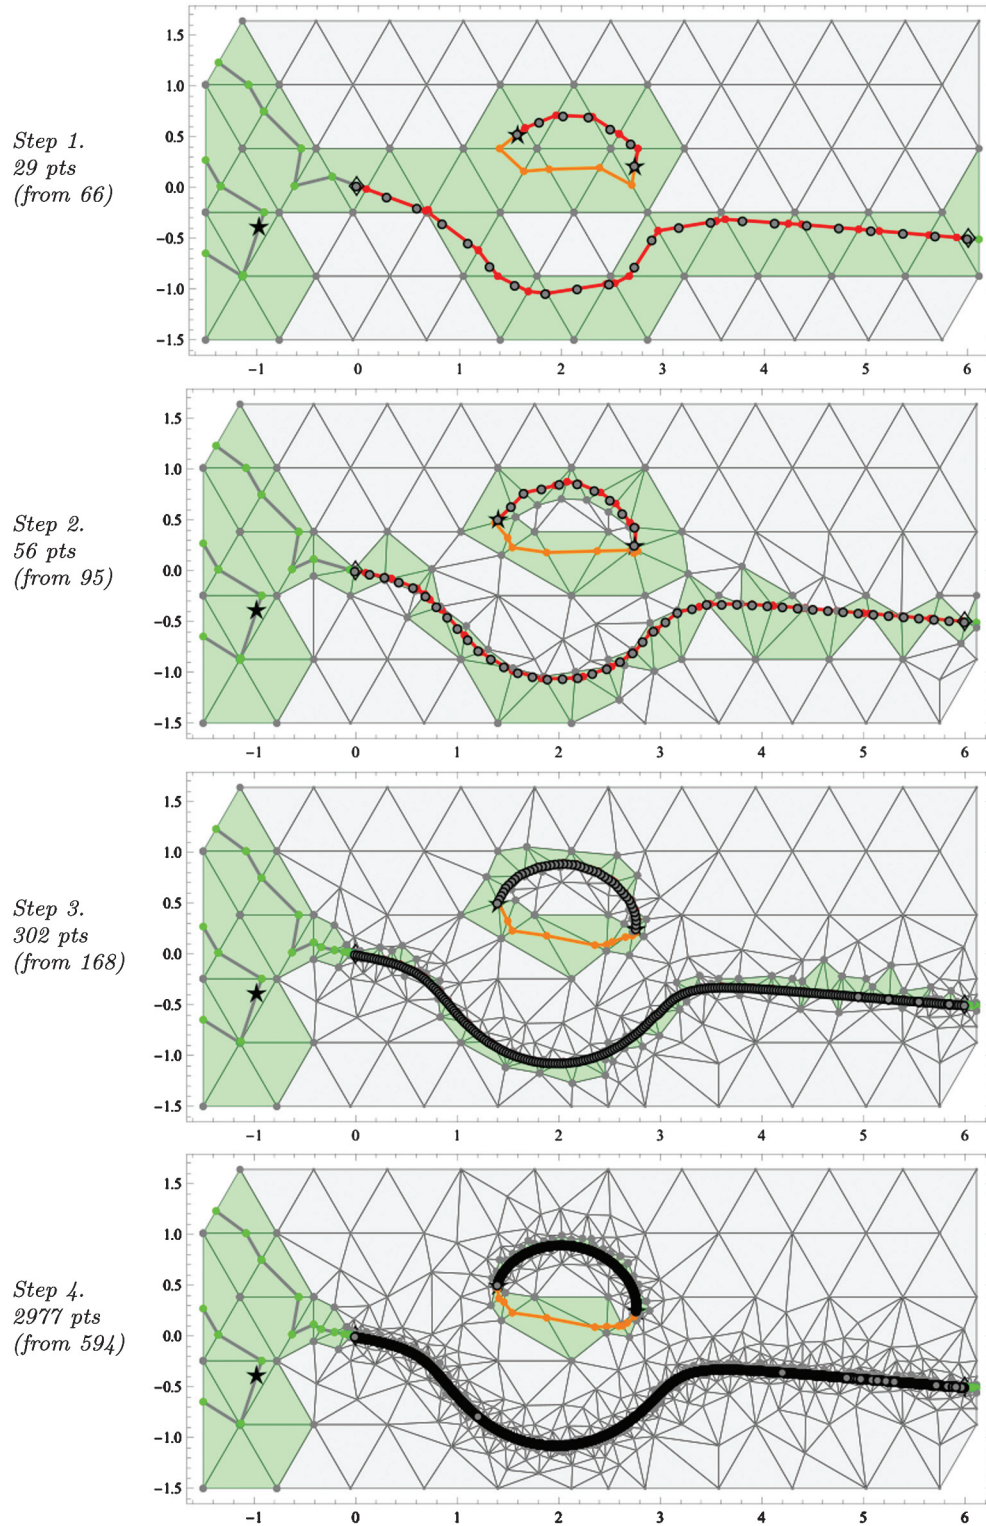 Step 1.
29 pts
(from 66)
1.5
1.0
0.5
0.0
−0.5
−1.0
−1.5
−1 0 1 2 3 4 5 6
Step 2.
56 pts
(from 95)
1.5
1.0
0.5
0.0
−0.5
−1.0
−1.5
−1 0 1 2 3 4 5 6
Step 3.
302 pts
(from 168)
1.5
1.0
0.5
0.0
−0.5
−1.0
−1.5
−1 0 1 2 3 4 5 6
Step 4.
2977 pts
(from 594)
1.5
1.0
0.5
0.0
−0.5
−1.0
−1.5
−1 0 1 2 3 4 5 6